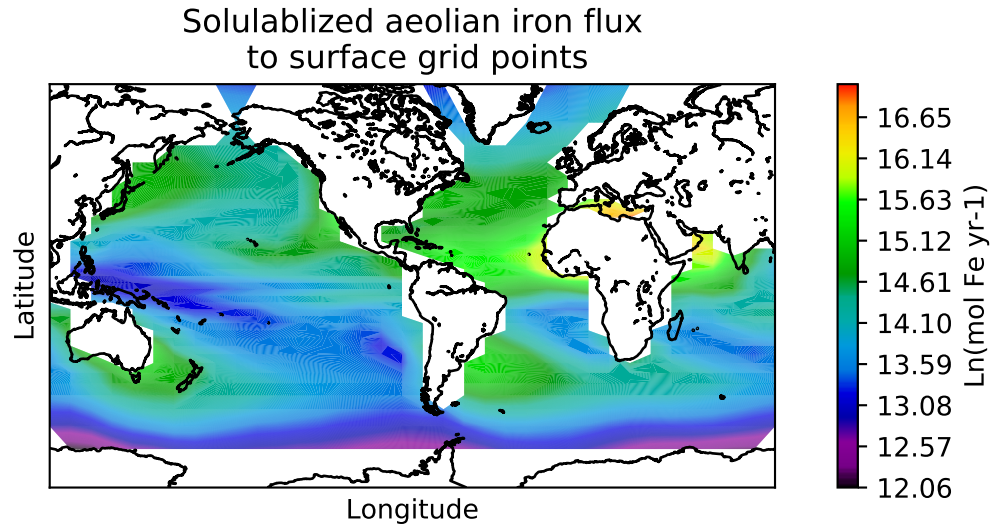 Solulablized aeolian iron flux
to surface grid points
Latitude
Longitude
16.65
16.14
15.63
15.12
14.61
14.10
13.59
13.08
12.57
12.06
Ln(mol Fe yr-1)